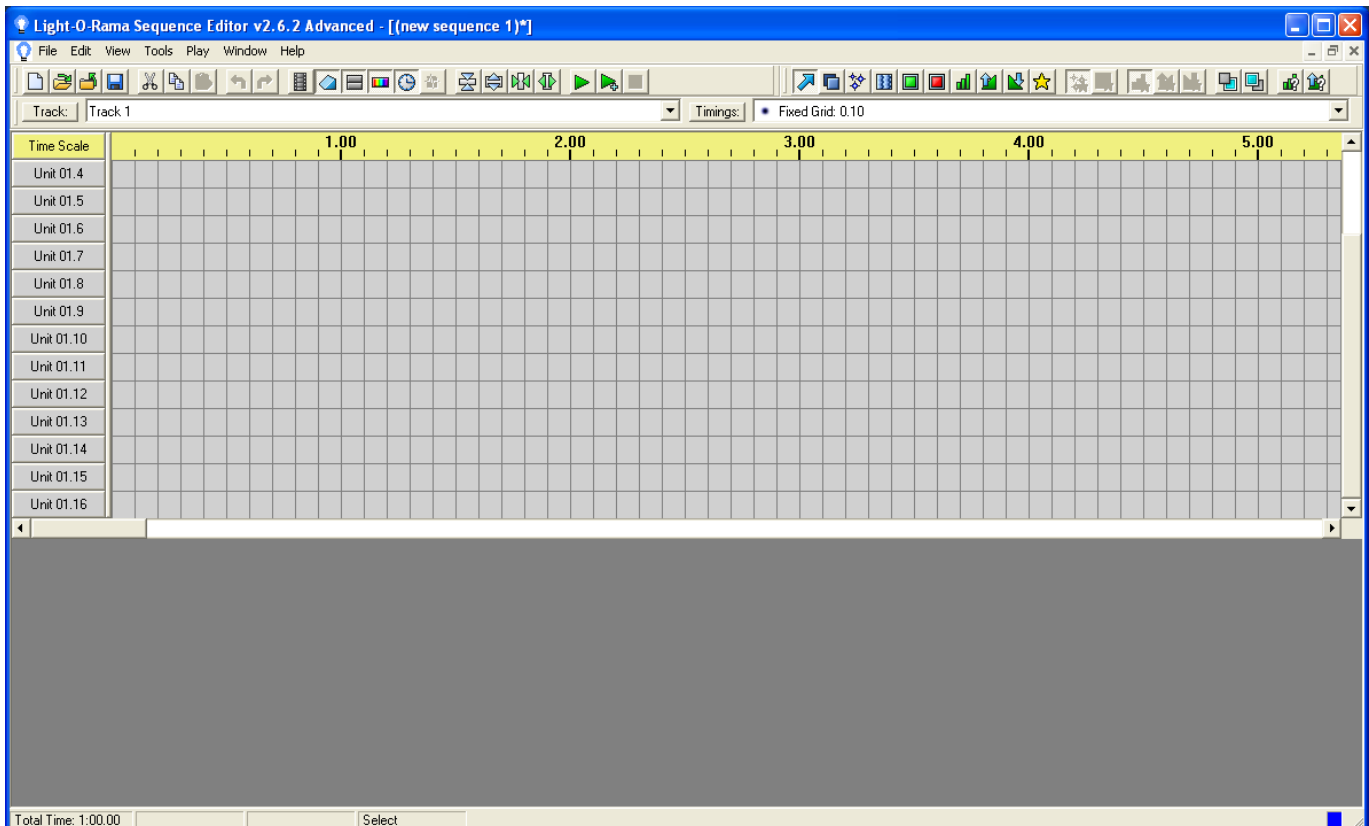 Light-O-Rama Sequence Editor v2.6.2 Advanced - [(new sequence 1)*]
File Edit View Tools Play Window Help
Track: Track 1 Timings: Fixed Grid: 0.10
Time Scale 1.00 2.00 3.00 4.00 5.00
Unit 01.4
Unit 01.5
Unit 01.6
Unit 01.7
Unit 01.8
Unit 01.9
Unit 01.10
Unit 01.11
Unit 01.12
Unit 01.13
Unit 01.14
Unit 01.15
Unit 01.16
Total Time: 1:00.00 Select